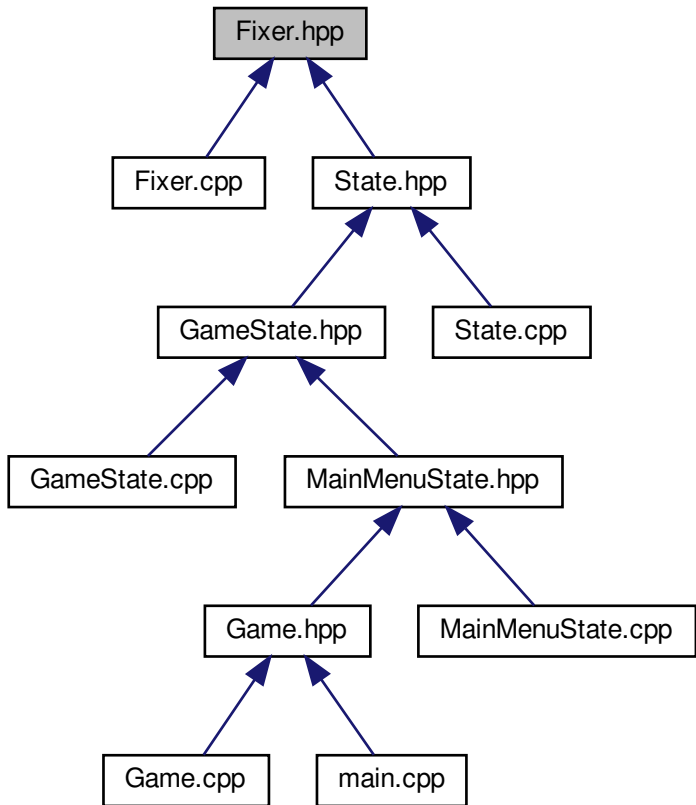 Fixer.hpp
Fixer.cpp
State.hpp
GameState.hpp
State.cpp
GameState.cpp
MainMenuState.hpp
Game.hpp
MainMenuState.cpp
Game.cpp
main.cpp